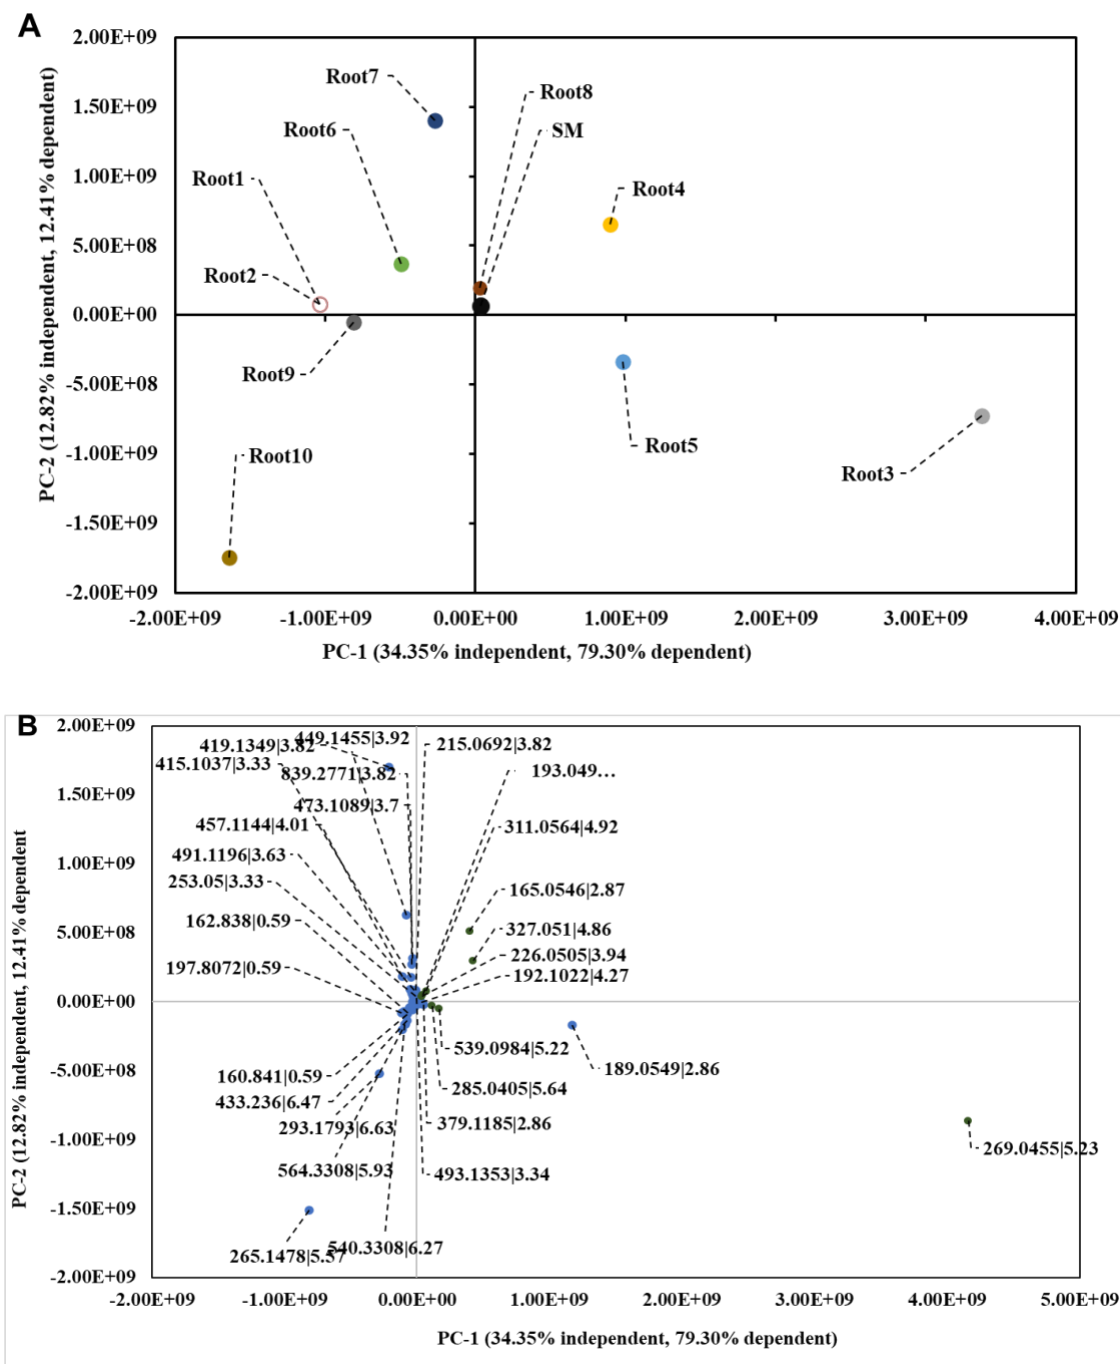 A
2.00E+09
1.50E+09
1.00E+09
5.00E+08
0.00E+00
-5.00E+08
-1.00E+09
-1.50E+09
-2.00E+09
PC-2 (12.82% independent, 12.41% dependent)
Root7
Root8
Root6
SM
Root1
Root4
Root2
Root9
Root5
Root10
Root3
-2.00E+09 -1.00E+09 0.00E+00 1.00E+09 2.00E+09 3.00E+09 4.00E+09
PC-1 (34.35% independent, 79.30% dependent)
B
2.00E+09
1.50E+09
1.00E+09
5.00E+08
0.00E+00
-5.00E+08
-1.00E+09
-1.50E+09
-2.00E+09
PC-2 (12.82% independent, 12.41% dependent
449.1455|3.92
419.1349|3.82
215.0692|3.82
415.1037|3.33
839.2771|3.82
193.049...
473.1089|3.7
457.1144|4.01
311.0564|4.92
491.1196|3.63
253.05|3.33
165.0546|2.87
162.838|0.59
327.051|4.86
226.0505|3.94
197.8072|0.59
192.1022|4.27
539.0984|5.22
189.0549|2.86
160.841|0.59
285.0405|5.64
433.236|6.47
293.1793|6.63
379.1185|2.86
269.0455|5.23
564.3308|5.93
493.1353|3.34
540.3308|6.27
265.1478|5.57
-2.00E+09 -1.00E+09 0.00E+00 1.00E+09 2.00E+09 3.00E+09 4.00E+09 5.00E+09
PC-1 (34.35% independent, 79.30% dependent)